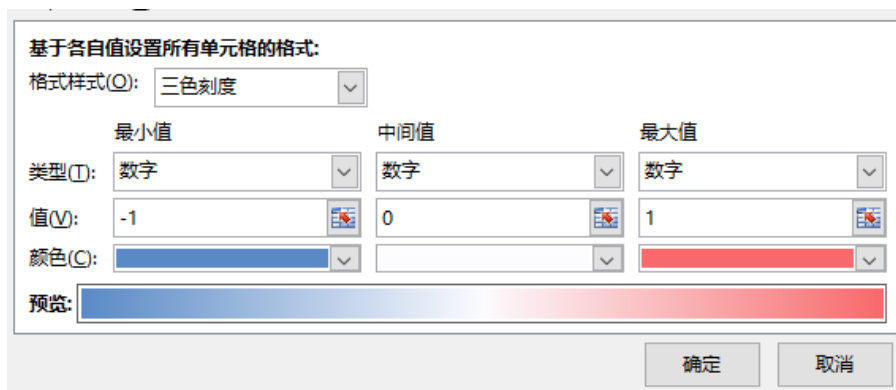 基于各自值设置所有单元格的格式:
格式样式(O): 三色刻度
最小值 中间值 最大值
类型(T): 数字 数字 数字
值(V): -1 0 1
颜色(C):
预览:
确定 取消